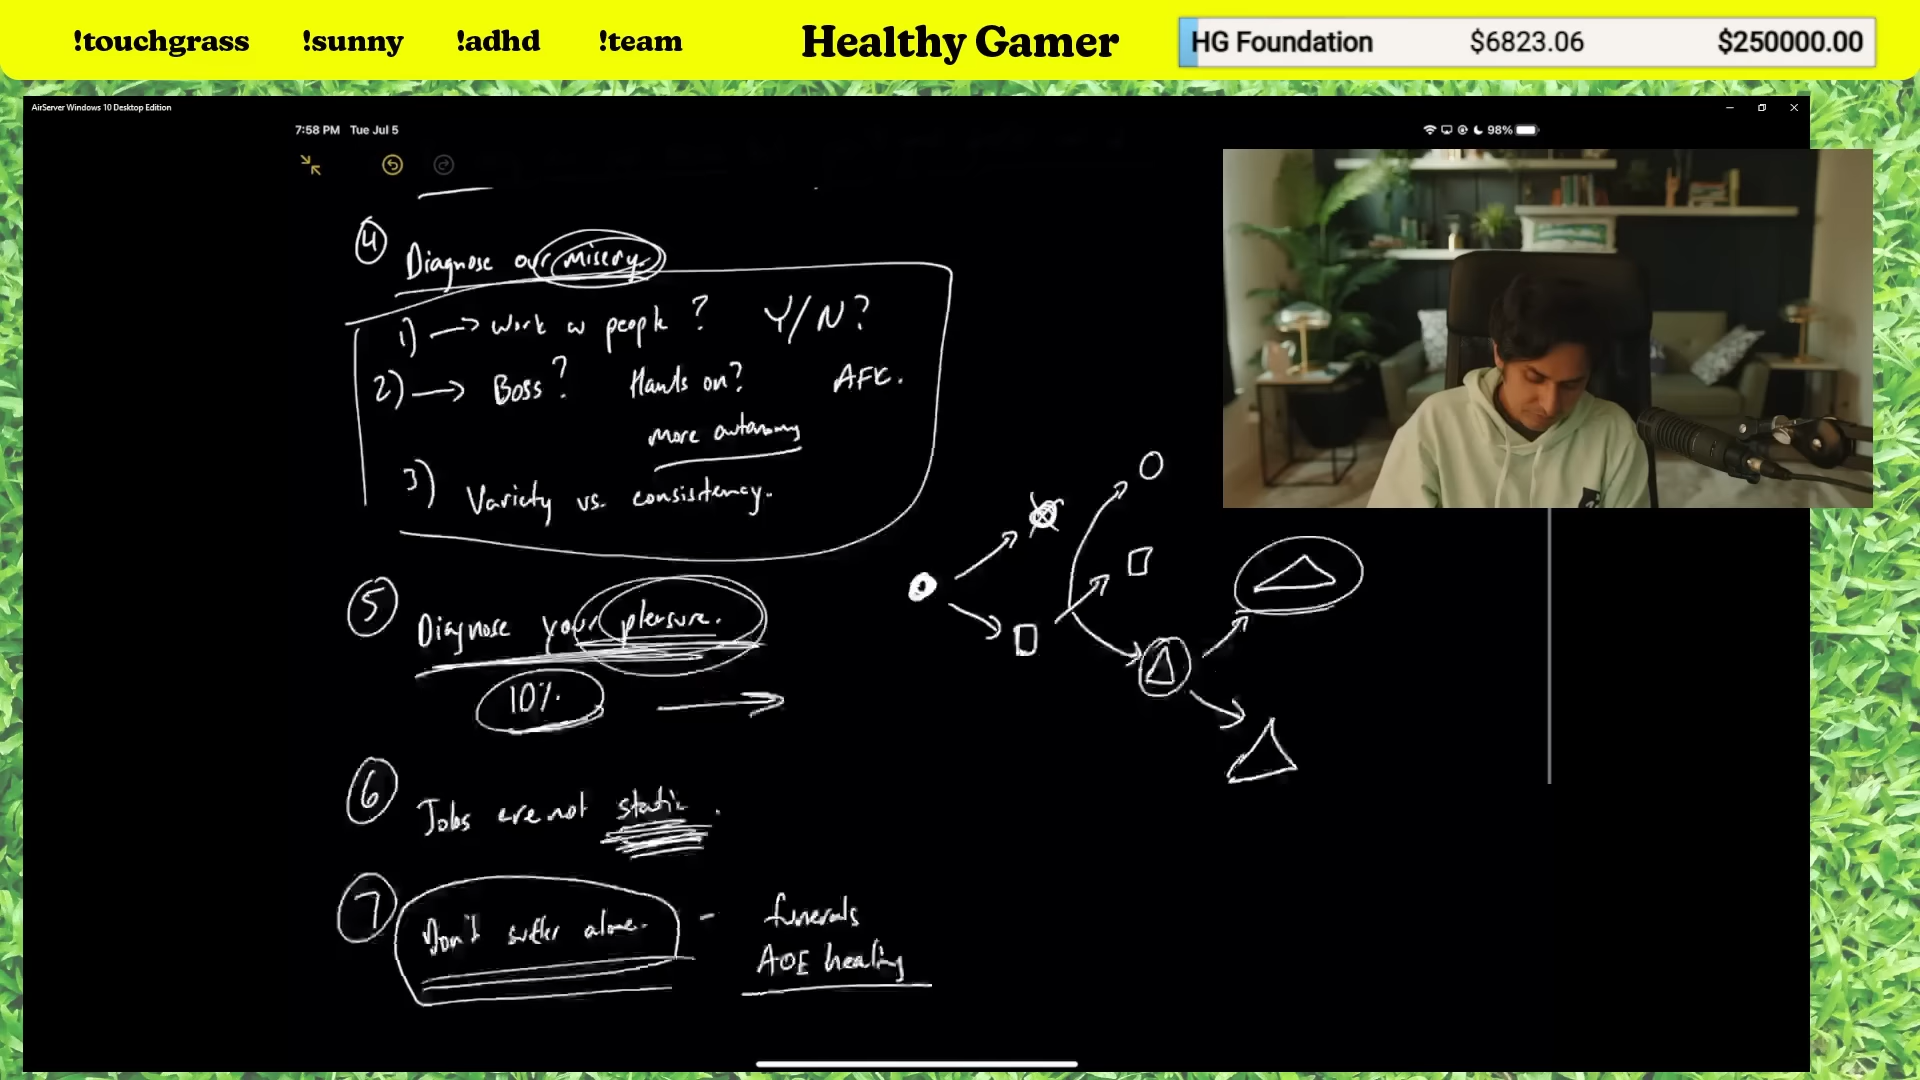 !touchgrass !sunny !adhd !team Healthy Gamer HG Foundation $6823.06 $250000.00
AirServer Windows 10 Desktop Edition
7:58 PM Tue Jul 5 98%
4 Diagnose our misery.
1) → Work w people ? Y/N?
2) → Boss? Hands on? AFK.
more autonomy
3) Variety vs. consistency.
5 Diagnose your pleasure.
10%
6 Jobs are not static.
7 Don't suffer alone. - funerals
AOE healing